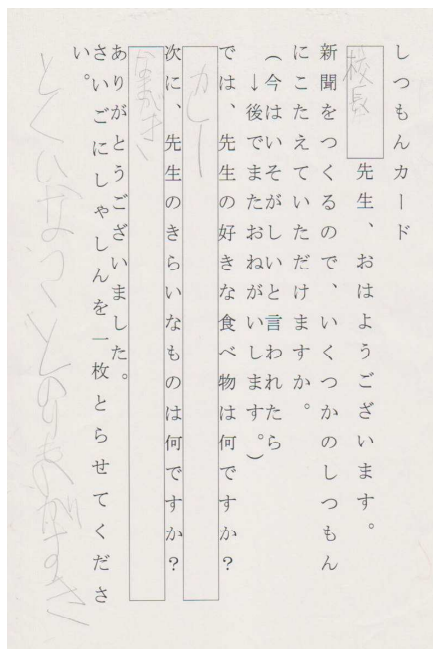 しつもんカード
校長先生、おはようございます。
新聞をつくるので、いくつかのしつもん
にこたえていただけますか。
(今はいそがしいと言われたら
↓後でまたおねがいします。)
では、先生の好きな食べ物は何ですか?
カレー
次に、先生のきらいなものは何ですか?
ありがとうございました。
さいごにしゃしんを一枚とらせてくださ
い。